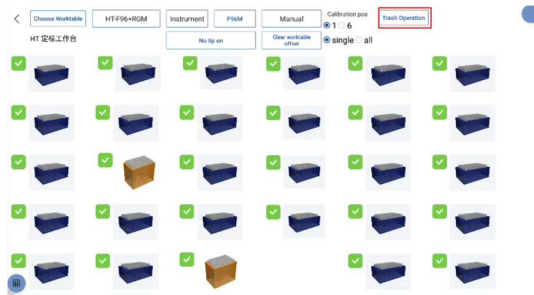 Choose Worktable
HT-F96+RGM
Instrument
F96M
Manual
Calibration pos
1 6
Trash Operation
HT 定标工作台
No tip on
Clear worktable
offset
single all